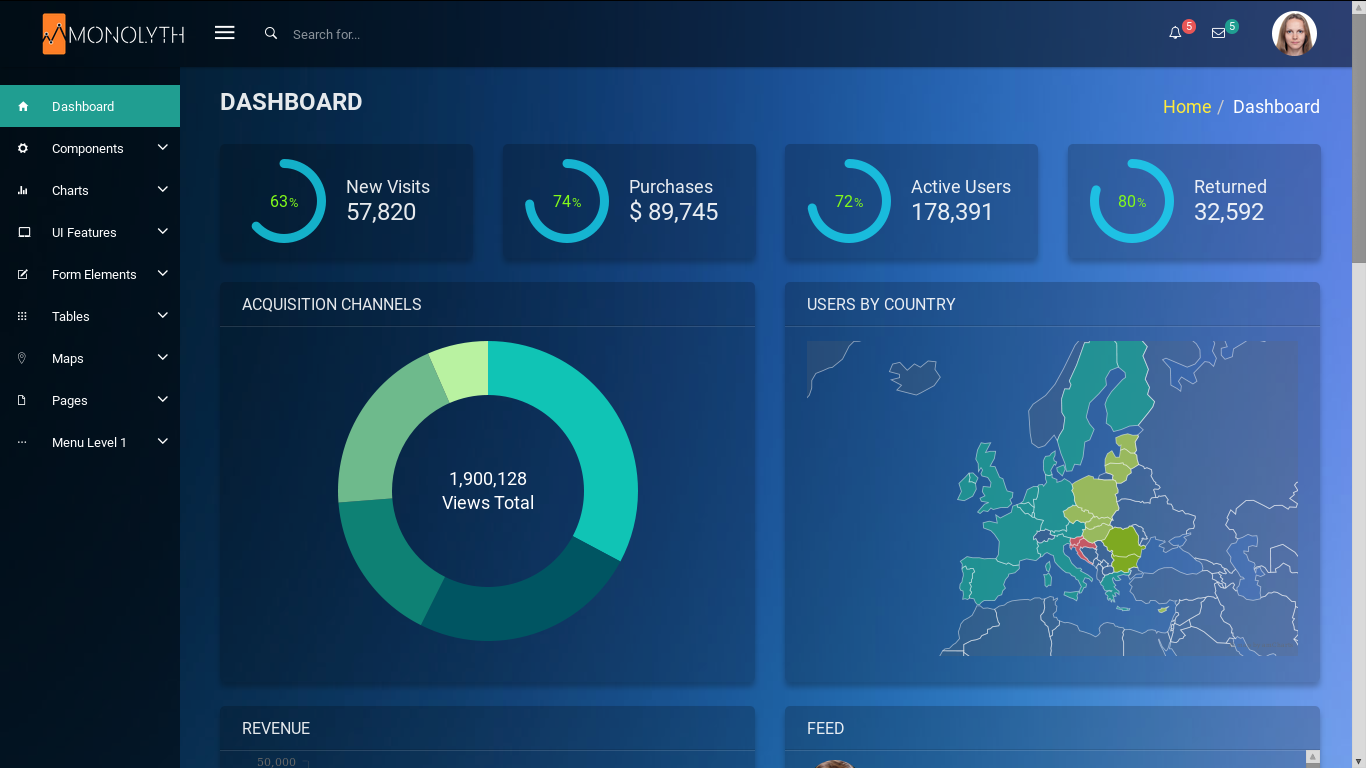 MONOLYTH
Search for...
5
5
Dashboard
Components
Charts
UI Features
Form Elements
Tables
Maps
Pages
Menu Level 1
DASHBOARD
Home / Dashboard
63%
New Visits
57,820
74%
Purchases
$ 89,745
72%
Active Users
178,391
80%
Returned
32,592
ACQUISITION CHANNELS
1,900,128
Views Total
USERS BY COUNTRY
REVENUE
50,000
FEED